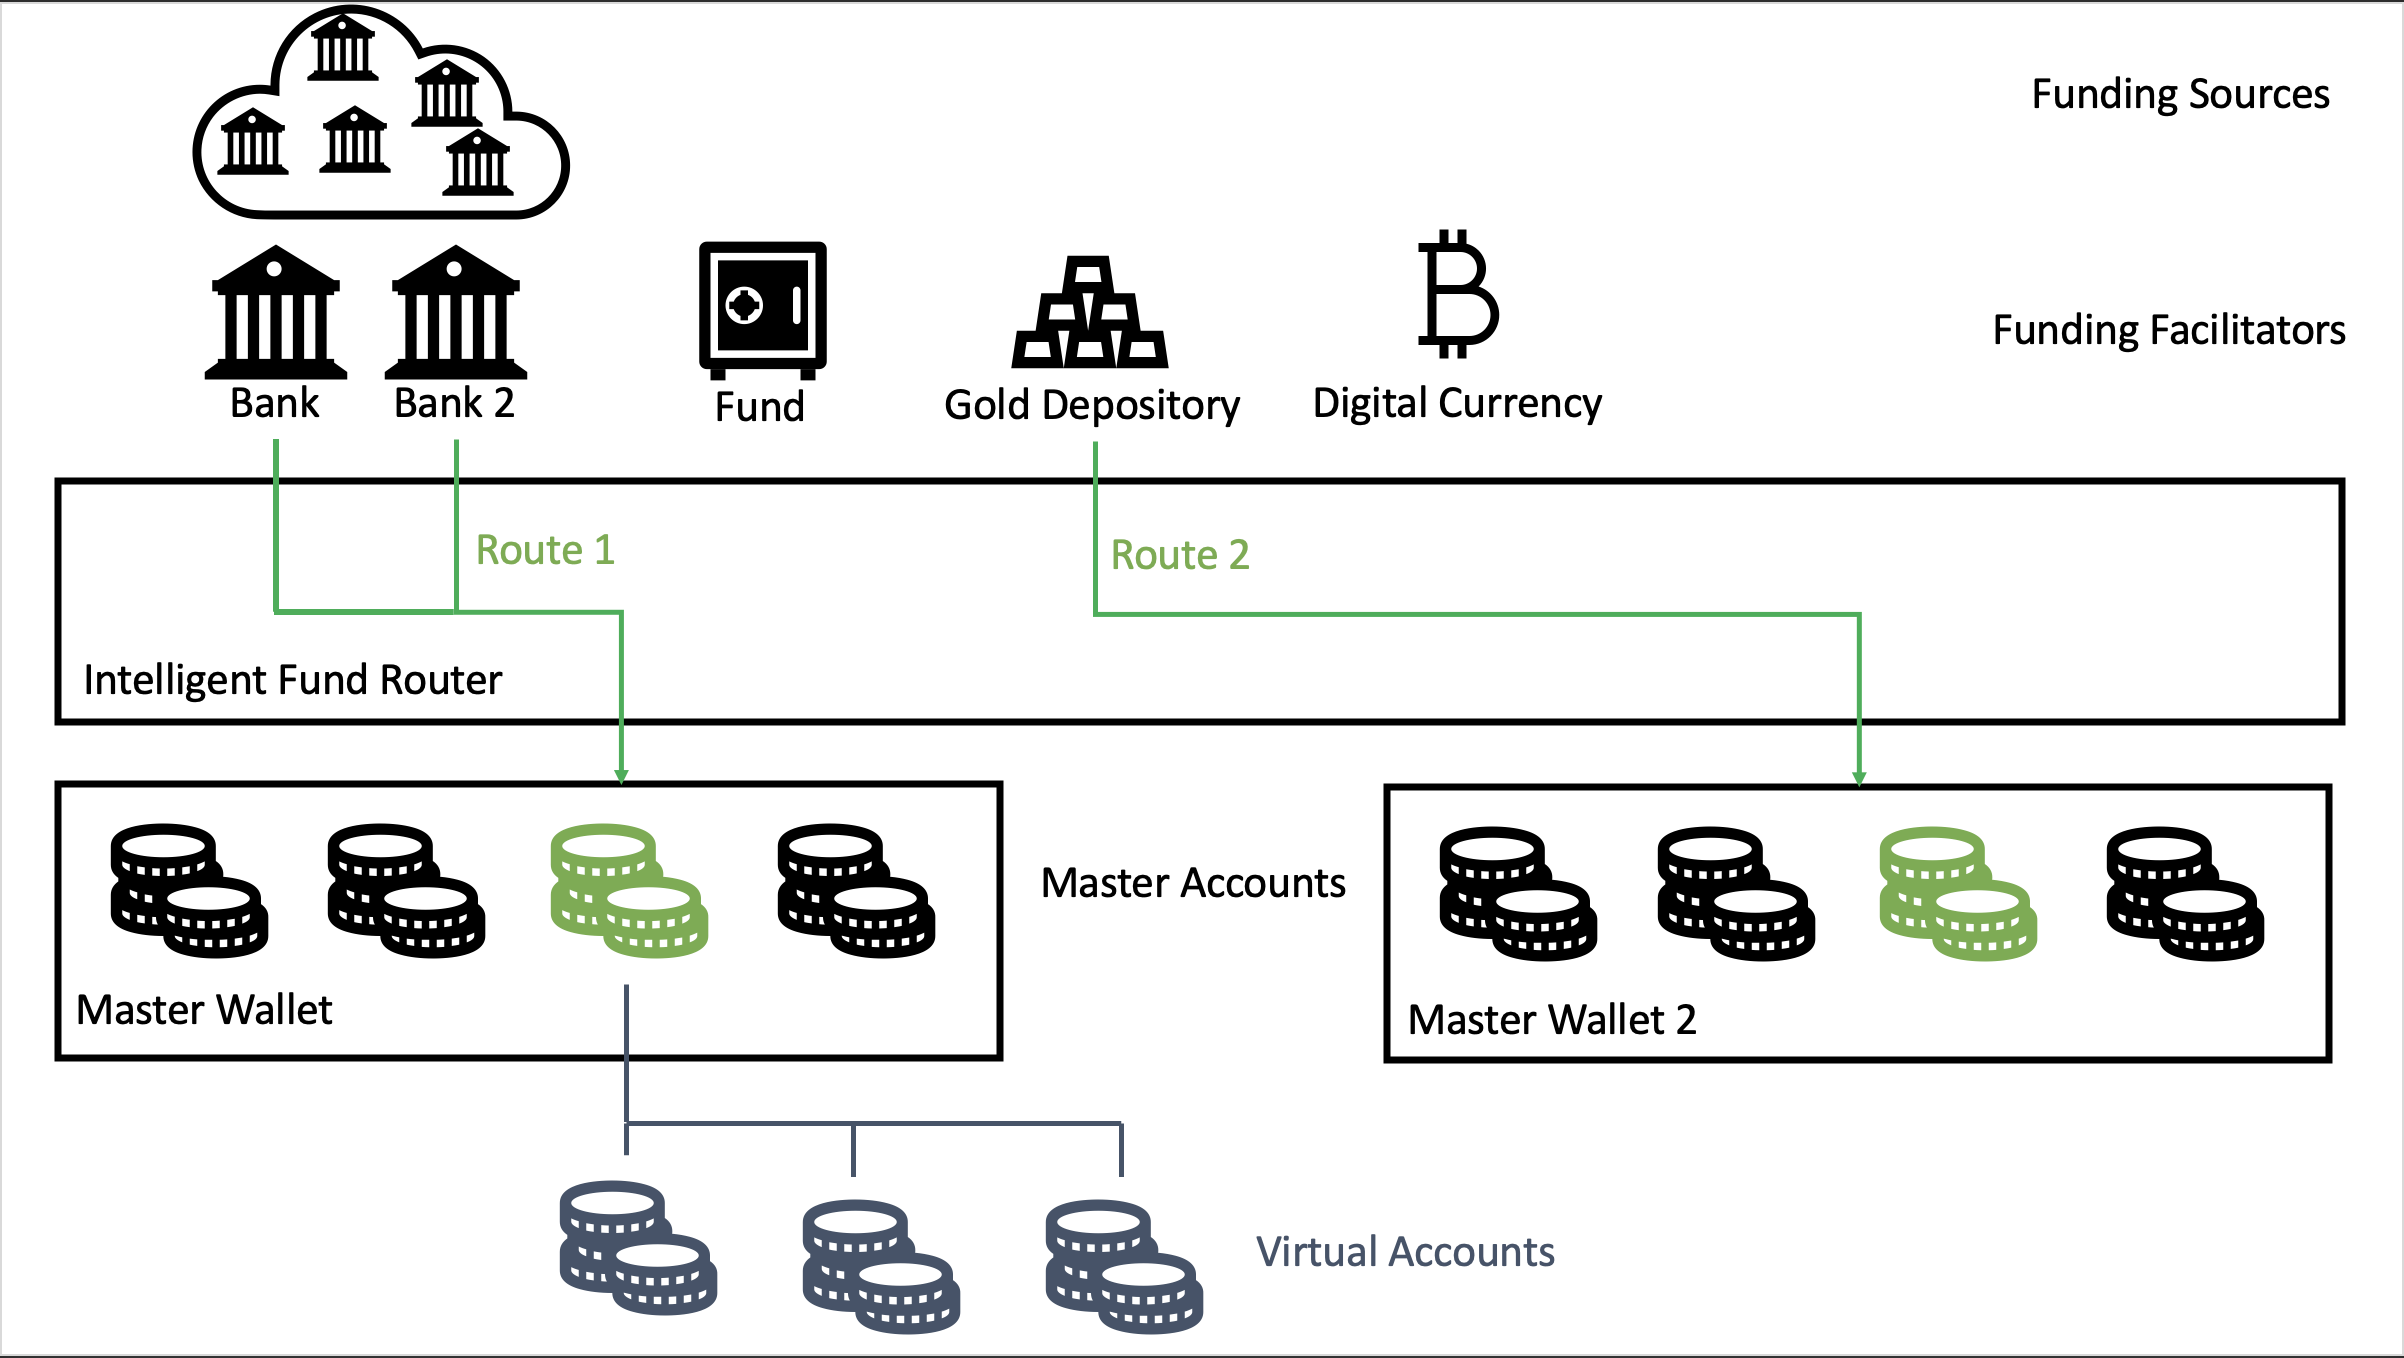 Funding Sources
Funding Facilitators
Bank
Bank 2
Fund
Gold Depository
Digital Currency
Route 1
Route 2
Intelligent Fund Router
Master Accounts
Master Wallet
Master Wallet 2
Virtual Accounts